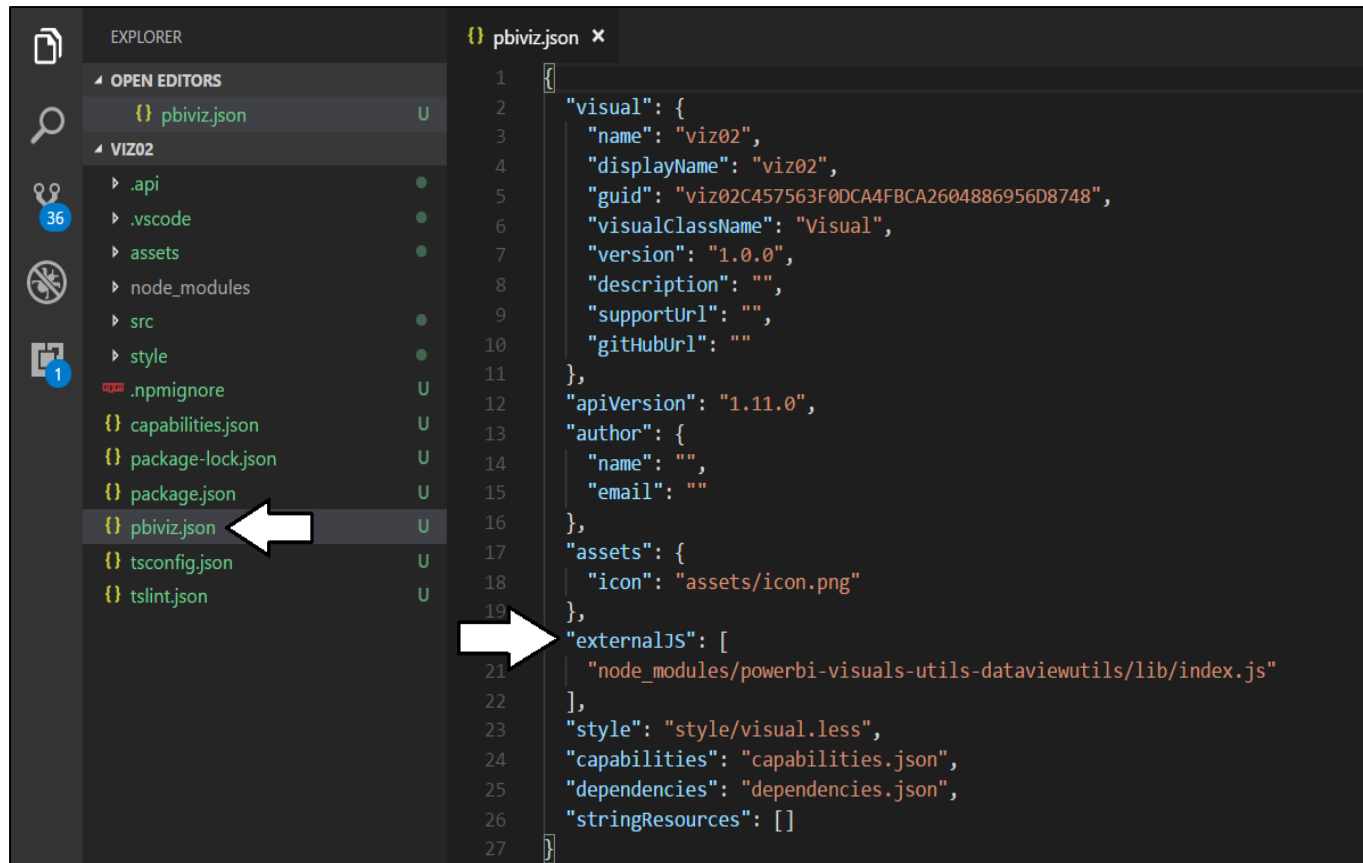 EXPLORER
OPEN EDITORS
{} pbiviz.json U
VIZ02
.api
.vscode
assets
node_modules
src
style
npm .npmignore U
{} capabilities.json U
{} package-lock.json U
{} package.json U
{} pbiviz.json U
{} tsconfig.json U
{} tslint.json U
36
1
{} pbiviz.json ×
1 {
2 "visual": {
3 "name": "viz02",
4 "displayName": "viz02",
5 "guid": "viz02C457563F0DCA4FBCA2604886956D8748",
6 "visualClassName": "Visual",
7 "version": "1.0.0",
8 "description": "",
9 "supportUrl": "",
10 "gitHubUrl": ""
11 },
12 "apiVersion": "1.11.0",
13 "author": {
14 "name": "",
15 "email": ""
16 },
17 "assets": {
18 "icon": "assets/icon.png"
19 },
"externalJS": [
21 "node_modules/powerbi-visuals-utils-dataviewutils/lib/index.js"
22 ],
23 "style": "style/visual.less",
24 "capabilities": "capabilities.json",
25 "dependencies": "dependencies.json",
26 "stringResources": []
27 }